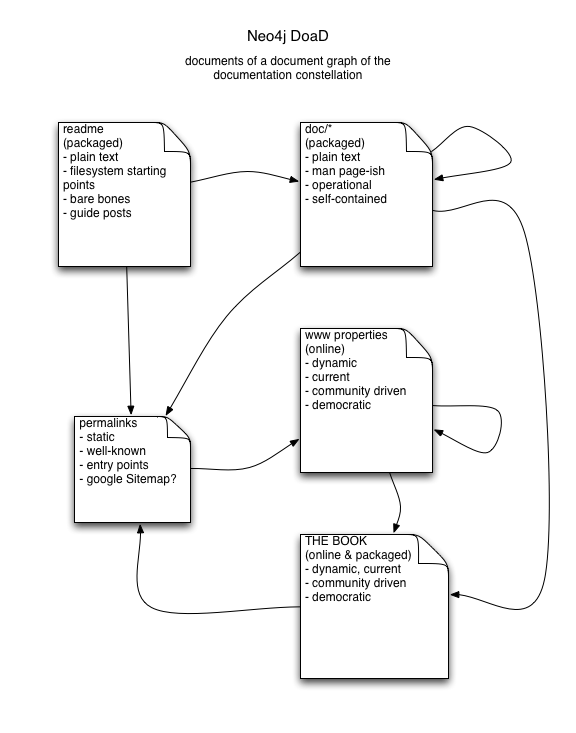 Neo4j DoaD
documents of a document graph of the
documentation constellation
readme
(packaged)
- plain text
- filesystem starting
points
- bare bones
- guide posts
doc/*
(packaged)
- plain text
- man page-ish
- operational
- self-contained
www properties
(online)
- dynamic
- current
- community driven
- democratic
permalinks
- static
- well-known
- entry points
- google Sitemap?
THE BOOK
(online & packaged)
- dynamic, current
- community driven
- democratic